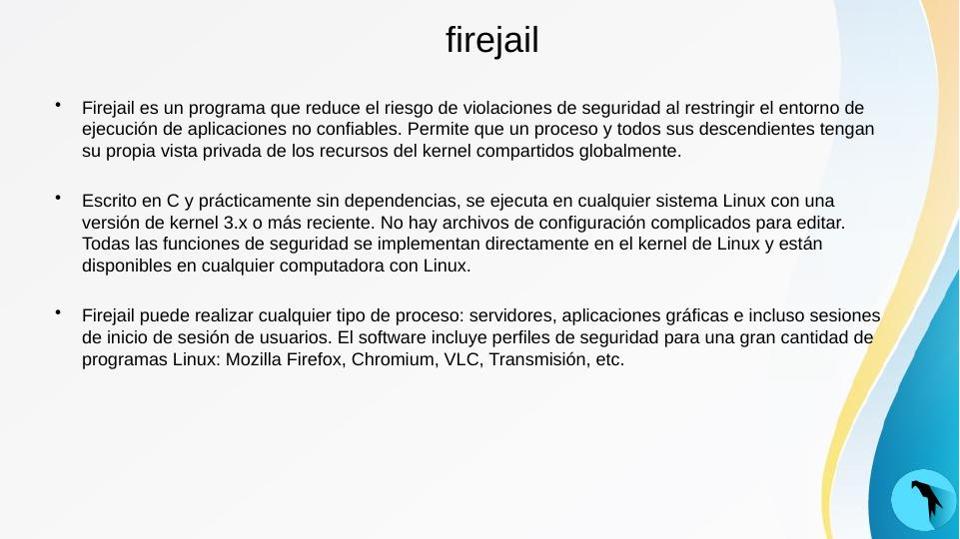 firejail
• Firejail es un programa que reduce el riesgo de violaciones de seguridad al restringir el entorno de
ejecución de aplicaciones no confiables. Permite que un proceso y todos sus descendientes tengan
su propia vista privada de los recursos del kernel compartidos globalmente.
• Escrito en C y prácticamente sin dependencias, se ejecuta en cualquier sistema Linux con una
versión de kernel 3.x o más reciente. No hay archivos de configuración complicados para editar.
Todas las funciones de seguridad se implementan directamente en el kernel de Linux y están
disponibles en cualquier computadora con Linux.
• Firejail puede realizar cualquier tipo de proceso: servidores, aplicaciones gráficas e incluso sesiones
de inicio de sesión de usuarios. El software incluye perfiles de seguridad para una gran cantidad de
programas Linux: Mozilla Firefox, Chromium, VLC, Transmisión, etc.